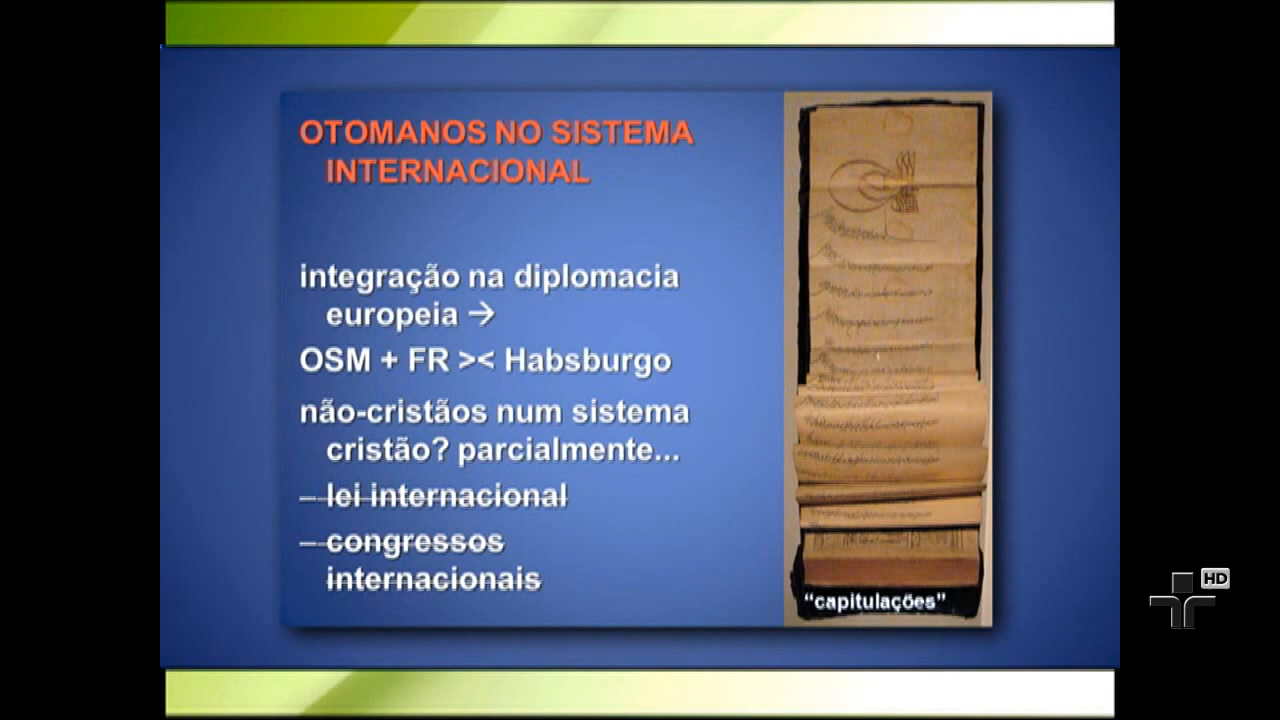 OTOMANOS NO SISTEMA
INTERNACIONAL
integração na diplomacia
europeia →
OSM + FR >< Habsburgo
não-cristãos num sistema
cristão? parcialmente...
– lei internacional
– congressos
internacionais
“capitulações”
HD